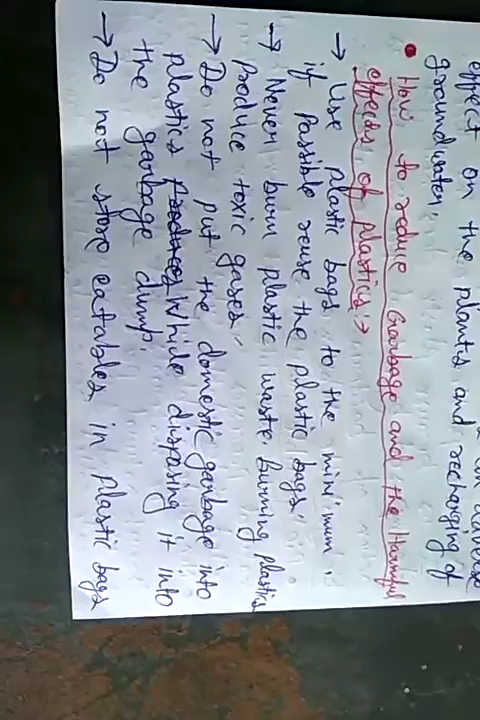 adverse
effect on the plants and recharging of
groundwater.
• How to reduce Garbage and the Harmful
effects of plastics:→
→ Use plastic bags to the minimum,
if Possible reuse the plastic bags.
→ Never burn plastic waste burning plastics
Produce toxic gases.
→ Do not put the domestic garbage into
plastics while disposing it into
the garbage dump.
→ Do not store eatables in plastic bags